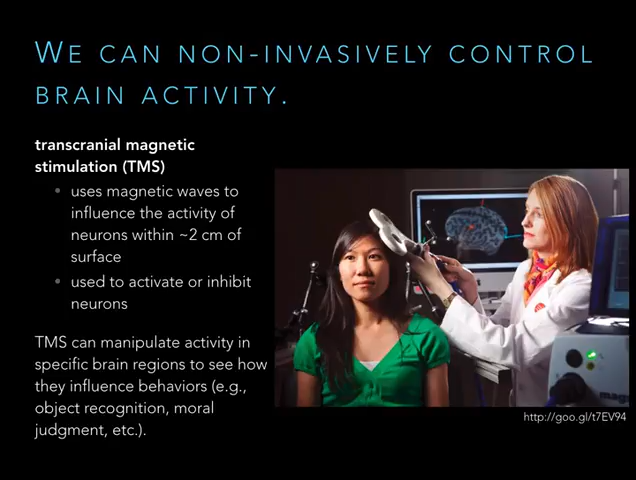 WE CAN NON-INVASIVELY CONTROL
BRAIN ACTIVITY.
transcranial magnetic
stimulation (TMS)
• uses magnetic waves to
influence the activity of
neurons within ~2 cm of
surface
• used to activate or inhibit
neurons
TMS can manipulate activity in
specific brain regions to see how
they influence behaviors (e.g.,
object recognition, moral
judgment, etc.).
http://goo.gl/t7EV94